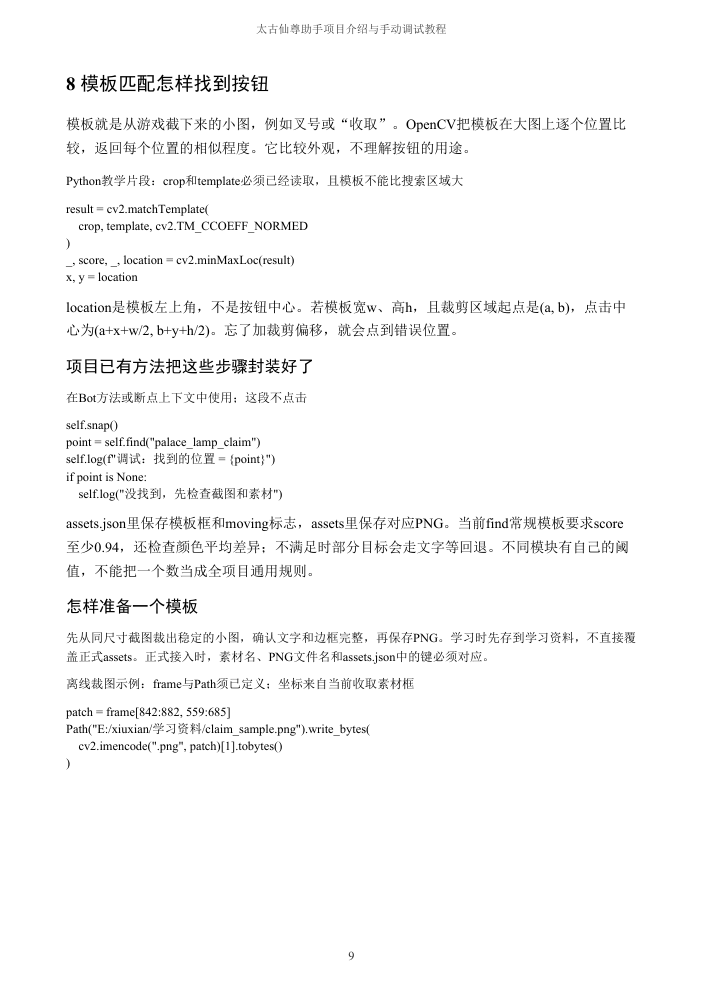 太古仙尊助手项目介绍与手动调试教程
8 模板匹配怎样找到按钮
模板就是从游戏截下来的小图，例如叉号或“收取”。OpenCV把模板在大图上逐个位置比
较，返回每个位置的相似程度。它比较外观，不理解按钮的用途。
Python教学片段：crop和template必须已经读取，且模板不能比搜索区域大
result = cv2.matchTemplate(
    crop, template, cv2.TM_CCOEFF_NORMED
)
_, score, _, location = cv2.minMaxLoc(result)
x, y = location
location是模板左上角，不是按钮中心。若模板宽w、高h，且裁剪区域起点是(a, b)，点击中
心为(a+x+w/2, b+y+h/2)。忘了加裁剪偏移，就会点到错误位置。
项目已有方法把这些步骤封装好了
在Bot方法或断点上下文中使用；这段不点击
self.snap()
point = self.find("palace_lamp_claim")
self.log(f"调试：找到的位置 = {point}")
if point is None:
    self.log("没找到，先检查截图和素材")
assets.json里保存模板框和moving标志，assets里保存对应PNG。当前find常规模板要求score
至少0.94，还检查颜色平均差异；不满足时部分目标会走文字等回退。不同模块有自己的阈
值，不能把一个数当成全项目通用规则。
怎样准备一个模板
先从同尺寸截图裁出稳定的小图，确认文字和边框完整，再保存PNG。学习时先存到学习资料，不直接覆
盖正式assets。正式接入时，素材名、PNG文件名和assets.json中的键必须对应。
离线裁图示例：frame与Path须已定义；坐标来自当前收取素材框
patch = frame[842:882, 559:685]
Path("E:/xiuxian/学习资料/claim_sample.png").write_bytes(
    cv2.imencode(".png", patch)[1].tobytes()
)
9